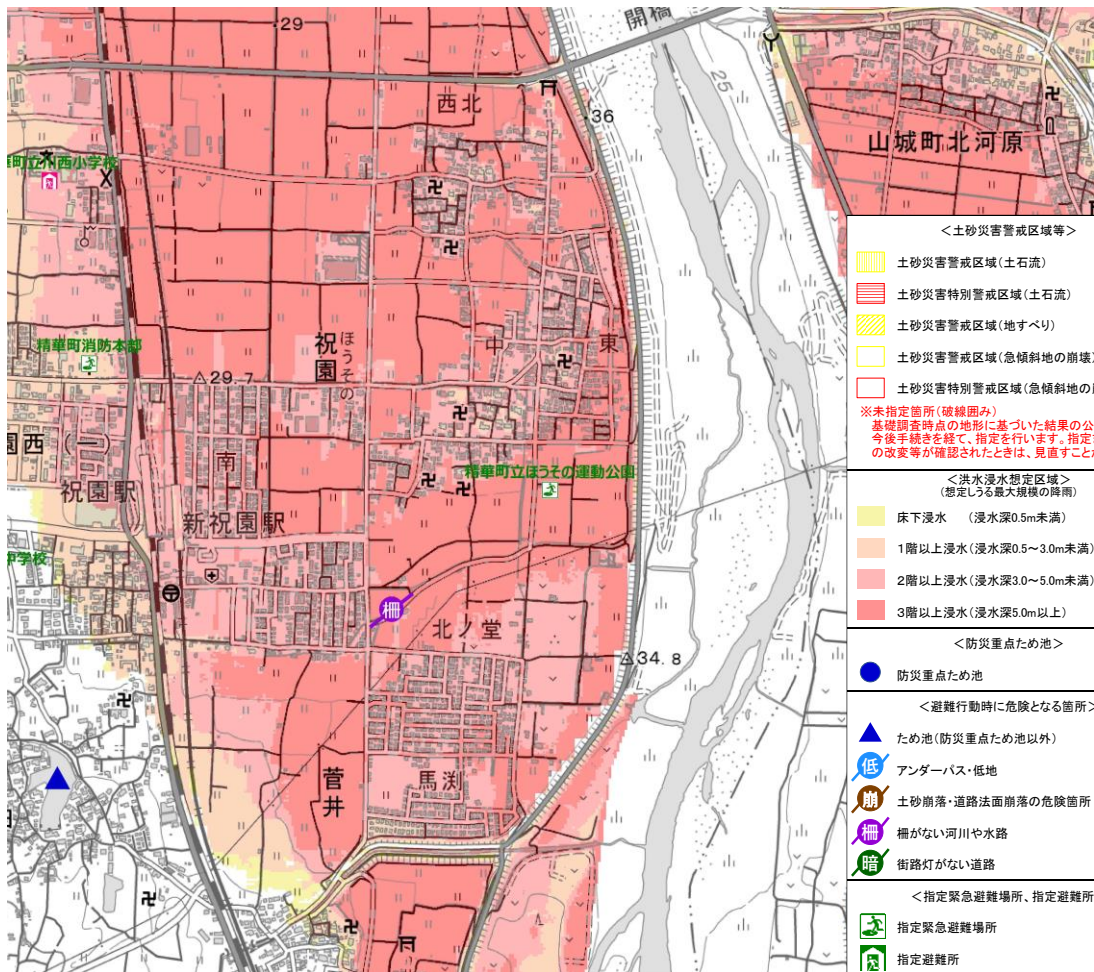 29
開橋
西北
36
25
山城町北河原
華町立川西小学校
精華町消防本部
29.7
祝園
ほうその
中
東
園西(一)
南
祝園駅
新祝園駅
精華町立ほうその運動公園
中学校
柵
北ノ堂
34.8
菅井
馬渕
<土砂災害警戒区域等>
土砂災害警戒区域(土石流)
土砂災害特別警戒区域(土石流)
土砂災害警戒区域(地すべり)
土砂災害警戒区域(急傾斜地の崩壊)
土砂災害特別警戒区域(急傾斜地の
※未指定箇所(破線囲み)
基礎調査時点の地形に基づいた結果の公
今後手続きを経て、指定を行います。指定
の改変等が確認されたときは、見直すこと
<洪水浸水想定区域>
(想定しうる最大規模の降雨)
床下浸水 (浸水深0.5m未満)
1階以上浸水(浸水深0.5~3.0m未満)
2階以上浸水(浸水深3.0~5.0m未満)
3階以上浸水(浸水深5.0m以上)
<防災重点ため池>
防災重点ため池
<避難行動時に危険となる箇所>
ため池(防災重点ため池以外)
低 アンダーパス・低地
崩 土砂崩落・道路法面崩落の危険箇所
柵 柵がない河川や水路
暗 街路灯がない道路
<指定緊急避難場所、指定避難所
指定緊急避難場所
指定避難所